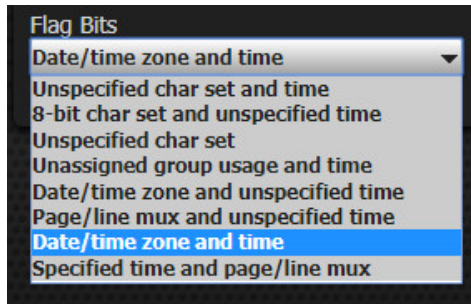 Flag Bits
Date/time zone and time
Unspecified char set and time
8-bit char set and unspecified time
Unspecified char set
Unassigned group usage and time
Date/time zone and unspecified time
Page/line mux and unspecified time
Date/time zone and time
Specified time and page/line mux